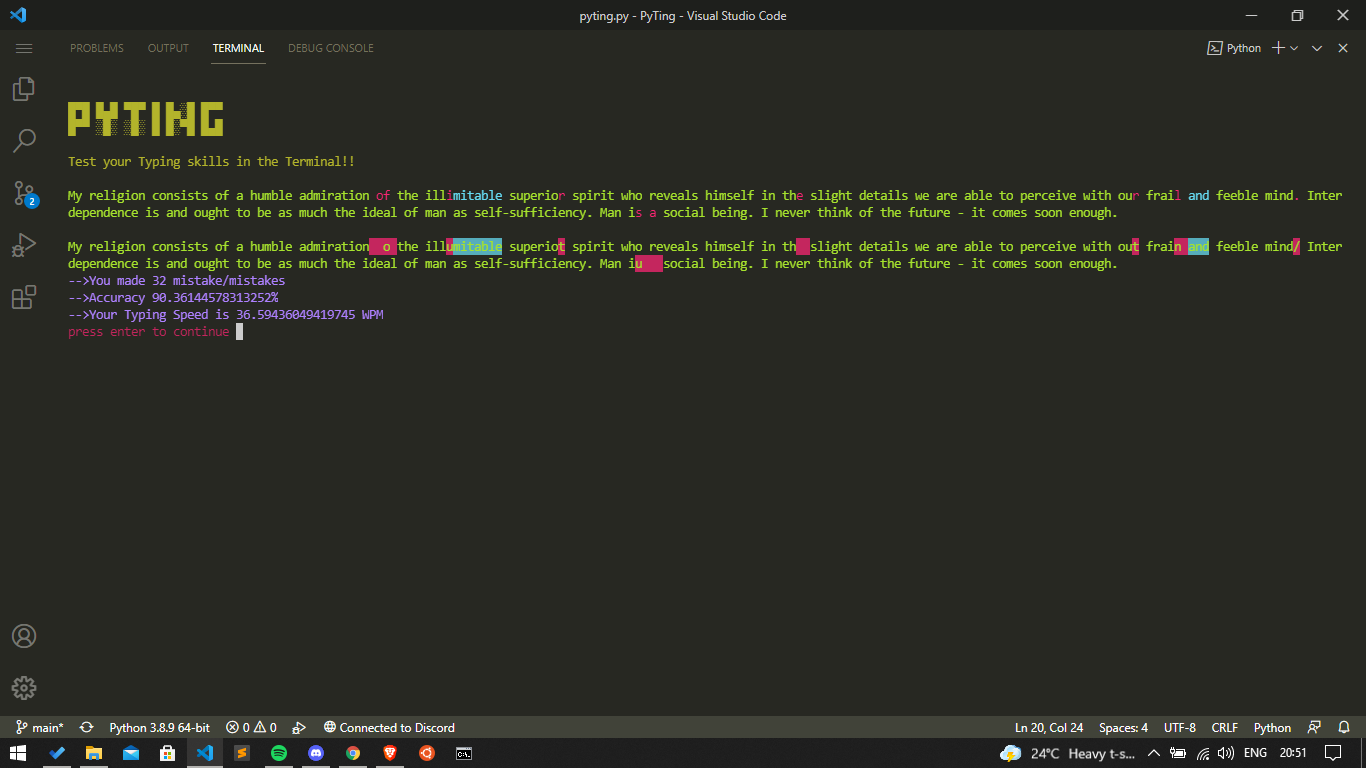 pyting.py - PyTing - Visual Studio Code
PROBLEMS OUTPUT TERMINAL DEBUG CONSOLE Python
PYTING
Test your Typing skills in the Terminal!!
My religion consists of a humble admiration of the illimitable superior spirit who reveals himself in the slight details we are able to perceive with our frail and feeble mind. Inter
dependence is and ought to be as much the ideal of man as self-sufficiency. Man is a social being. I never think of the future - it comes soon enough.
My religion consists of a humble admiration  o the illumitable superiot spirit who reveals himself in th  slight details we are able to perceive with out frain and feeble mind/ Inter
dependence is and ought to be as much the ideal of man as self-sufficiency. Man iu   social being. I never think of the future - it comes soon enough.
-->You made 32 mistake/mistakes
-->Accuracy 90.36144578313252%
-->Your Typing Speed is 36.59436049419745 WPM
press enter to continue
2
main* Python 3.8.9 64-bit 0 0 Connected to Discord Ln 20, Col 24 Spaces: 4 UTF-8 CRLF Python
24°C Heavy t-s... ENG 20:51